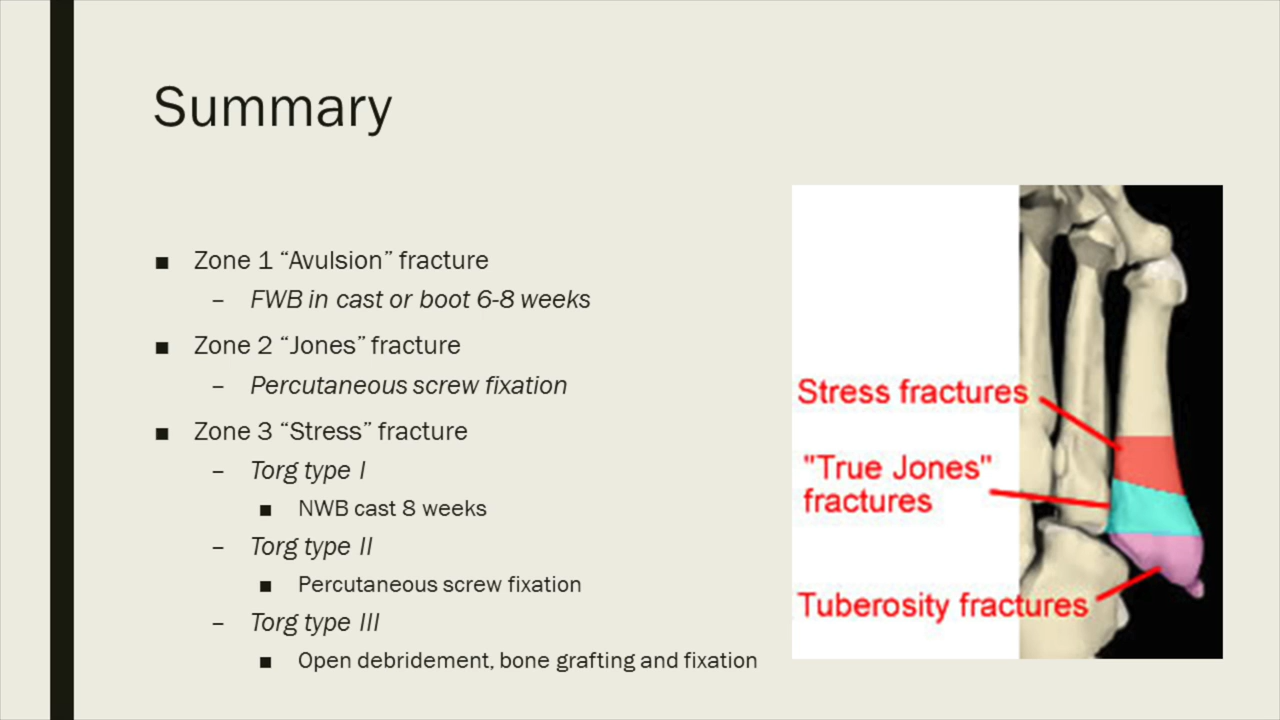 Summary
■ Zone 1 “Avulsion” fracture
– FWB in cast or boot 6-8 weeks
■ Zone 2 “Jones” fracture
– Percutaneous screw fixation
■ Zone 3 “Stress” fracture
– Torg type I
■ NWB cast 8 weeks
– Torg type II
■ Percutaneous screw fixation
– Torg type III
■ Open debridement, bone grafting and fixation
Stress fractures
"True Jones"
fractures
Tuberosity fractures